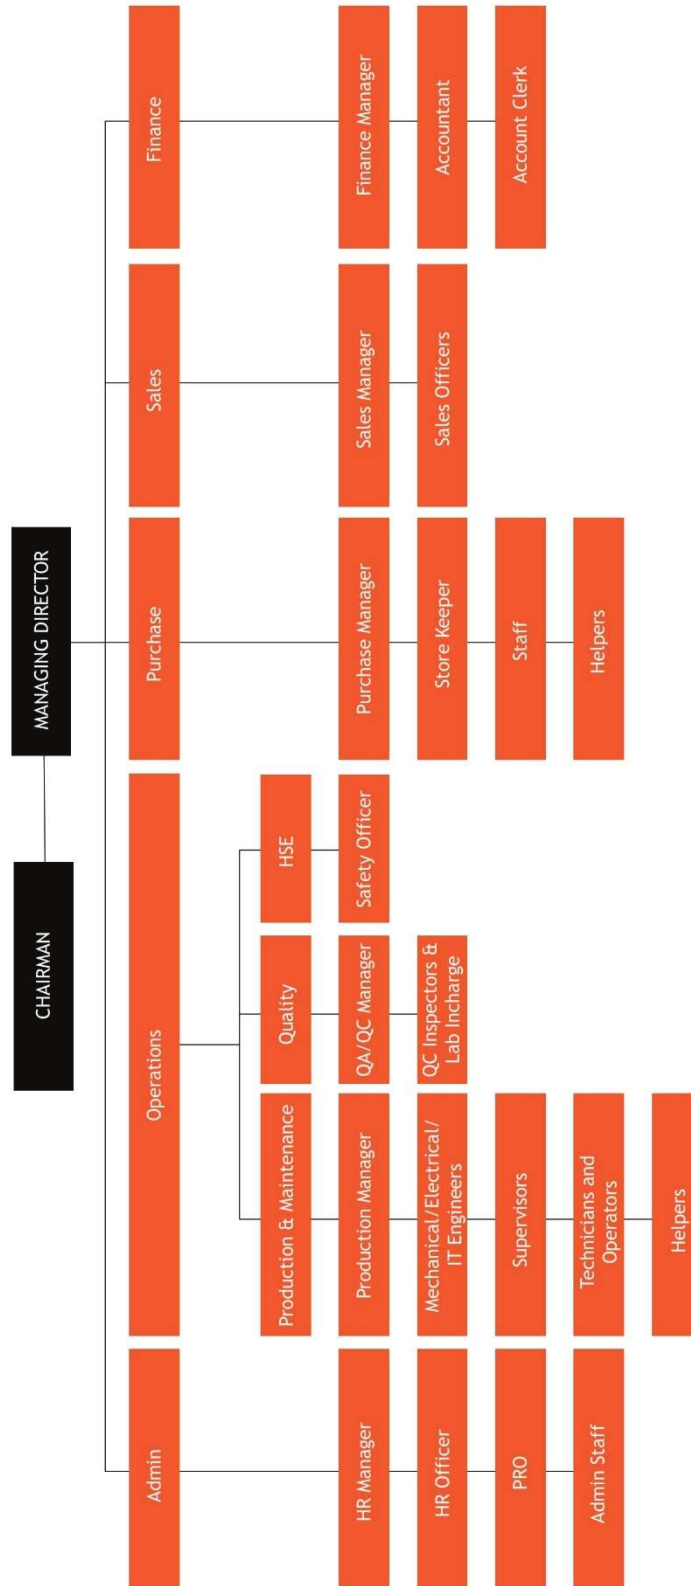 CHAIRMAN
MANAGING DIRECTOR
Admin
Operations
Purchase
Sales
Finance
Production & Maintenance
Quality
HSE
HR Manager
Production Manager
QA/QC Manager
Safety Officer
Purchase Manager
Sales Manager
Finance Manager
HR Officer
Mechanical/Electrical/
IT Engineers
QC Inspectors &
Lab Incharge
Store Keeper
Sales Officers
Accountant
PRO
Supervisors
Staff
Account Clerk
Admin Staff
Technicians and
Operators
Helpers
Helpers